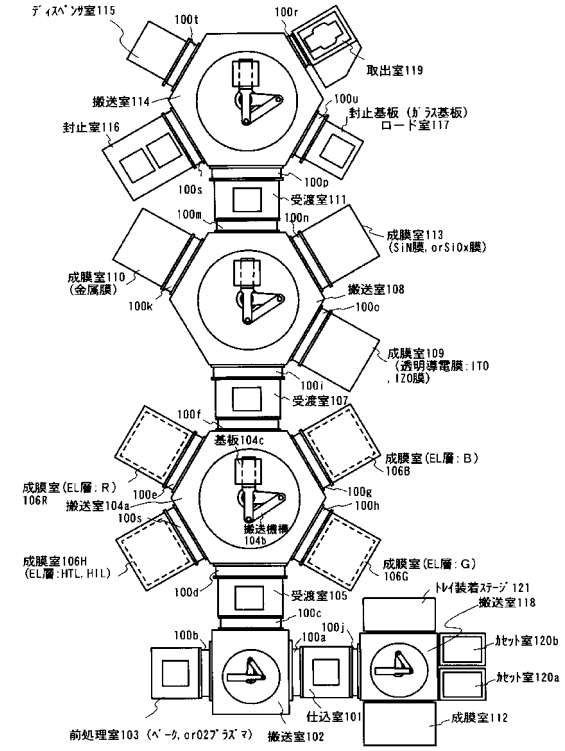 ディスペンサ室115
100t
100r
取出室119
搬送室114
100u
封止基板（ガラス基板）
ロード室117
封止室116
100s
100p
受渡室111
100m
100n
成膜室113
（SiN膜,orSiOx膜）
成膜室110
（金属膜）
100k
搬送室108
100o
成膜室109
（透明導電膜:ITO
,IZO膜）
100i
受渡室107
100f
基板104c
成膜室(EL層:B)
106B
成膜室(EL層:R)
106R
100e
搬送室104a
100s
100g
100h
搬送機構
104b
成膜室106H
(EL層:HTL,HIL)
成膜室(EL層:G)
106G
100d
受渡室105
100c
トレイ装着ステージ121
搬送室118
100b
100a
100j
カセット室120b
カセット室120a
前処理室103（ベーク,orO2プラズマ）
搬送室102
仕込室101
成膜室112